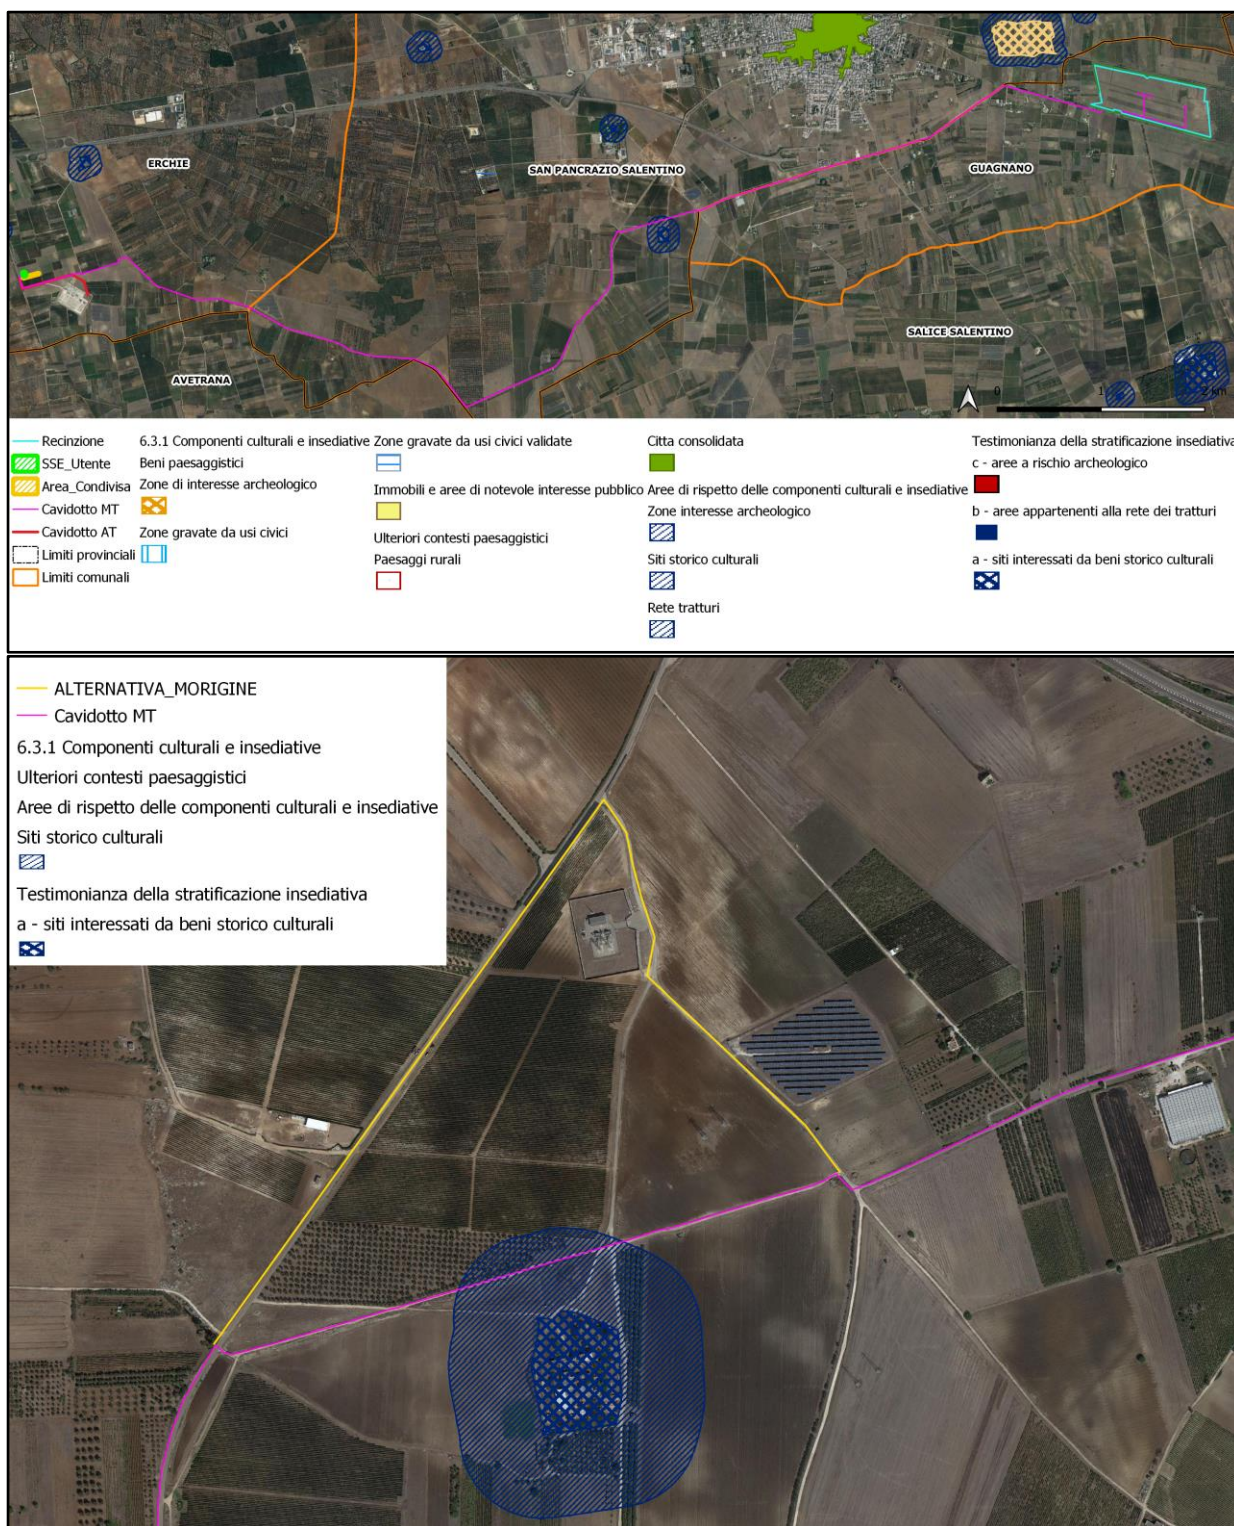 ERCHIE
SAN PANCRAZIO SALENTINO
GUAGNANO
SALICE SALENTINO
AVETRANA
0 1 2 km
Recinzione
SSE_Utente
Area_Condivisa
Cavidotto MT
Cavidotto AT
Limiti provinciali
Limiti comunali
6.3.1 Componenti culturali e insediative
Beni paesaggistici
Zone di interesse archeologico
Zone gravate da usi civici
Zone gravate da usi civici validate
Immobili e aree di notevole interesse pubblico
Ulteriori contesti paesaggistici
Paesaggi rurali
Citta consolidata
Aree di rispetto delle componenti culturali e insediative
Zone interesse archeologico
Siti storico culturali
Rete tratturi
Testimonianza della stratificazione insediativa
c - aree a rischio archeologico
b - aree appartenenti alla rete dei tratturi
a - siti interessati da beni storico culturali
ALTERNATIVA_MORIGINE
Cavidotto MT
6.3.1 Componenti culturali e insediative
Ulteriori contesti paesaggistici
Aree di rispetto delle componenti culturali e insediative
Siti storico culturali
Testimonianza della stratificazione insediativa
a - siti interessati da beni storico culturali